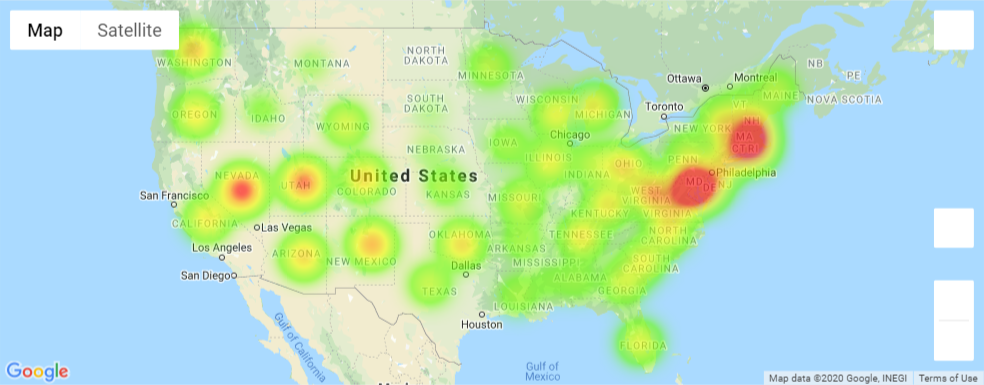 Map Satellite
WASHINGTON
MONTANA
NORTH
DAKOTA
MINNESOTA
Ottawa
Montreal
NB
PE
MAINE
NOVA SCOTIA
OREGON
IDAHO
SOUTH
DAKOTA
WISCONSIN
MICHIGAN
Toronto
VT
NH
WYOMING
NEW YORK
MA
CT RI
IOWA
Chicago
NEBRASKA
ILLINOIS
INDIANA
OHIO
PENN
Philadelphia
NEVADA
UTAH
COLORADO
United States
KANSAS
MISSOURI
WEST
VIRGINIA
MD
DE
NJ
San Francisco
CALIFORNIA
Las Vegas
KENTUCKY
VIRGINIA
Los Angeles
ARIZONA
NEW MEXICO
OKLAHOMA
ARKANSAS
TENNESSEE
NORTH
CAROLINA
San Diego
Dallas
MISSISSIPPI
ALABAMA
SOUTH
CAROLINA
TEXAS
LOUISIANA
GEORGIA
Houston
Gulf of
California
FLORIDA
Gulf of
Mexico
Google
Map data ©2020 Google, INEGI Terms of Use